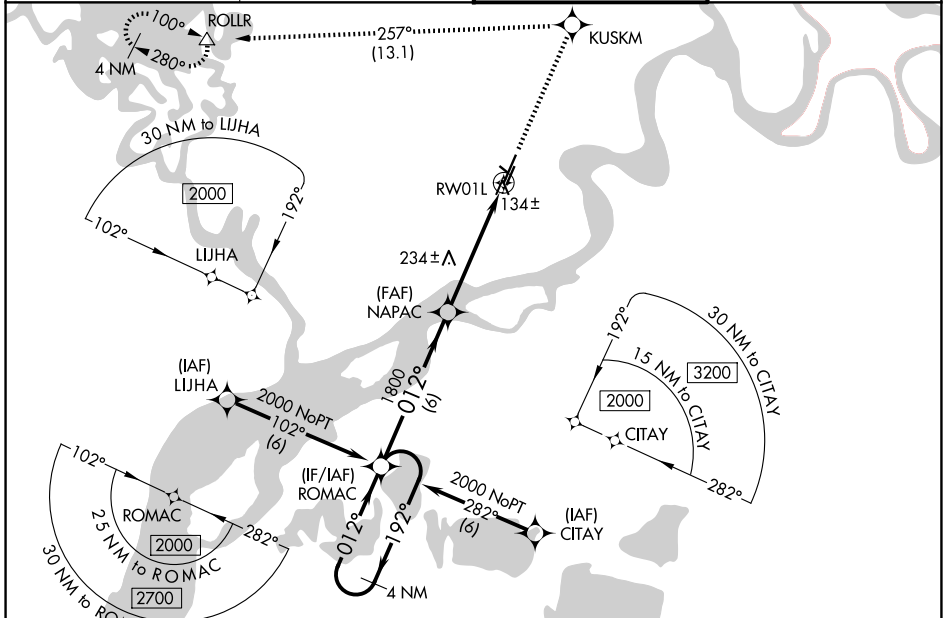 100°
ROLLR
280°
4 NM
257°
(13.1)
KUSKM
30 NM to LIJHA
2000
102°
192°
LIJHA
RW01L
134±
234±
(FAF)
NAPAC
(IAF)
LIJHA
2000 NoPT
102°
(6)
1800
012°
(6)
192°
30 NM to CITAY
15 NM to CITAY
3200
2000
CITAY
282°
(IF/IAF)
ROMAC
2000 NoPT
282°
(6)
(IAF)
CITAY
012°
192°
4 NM
102°
ROMAC
282°
2000
25 NM to ROMAC
2700
30 NM to